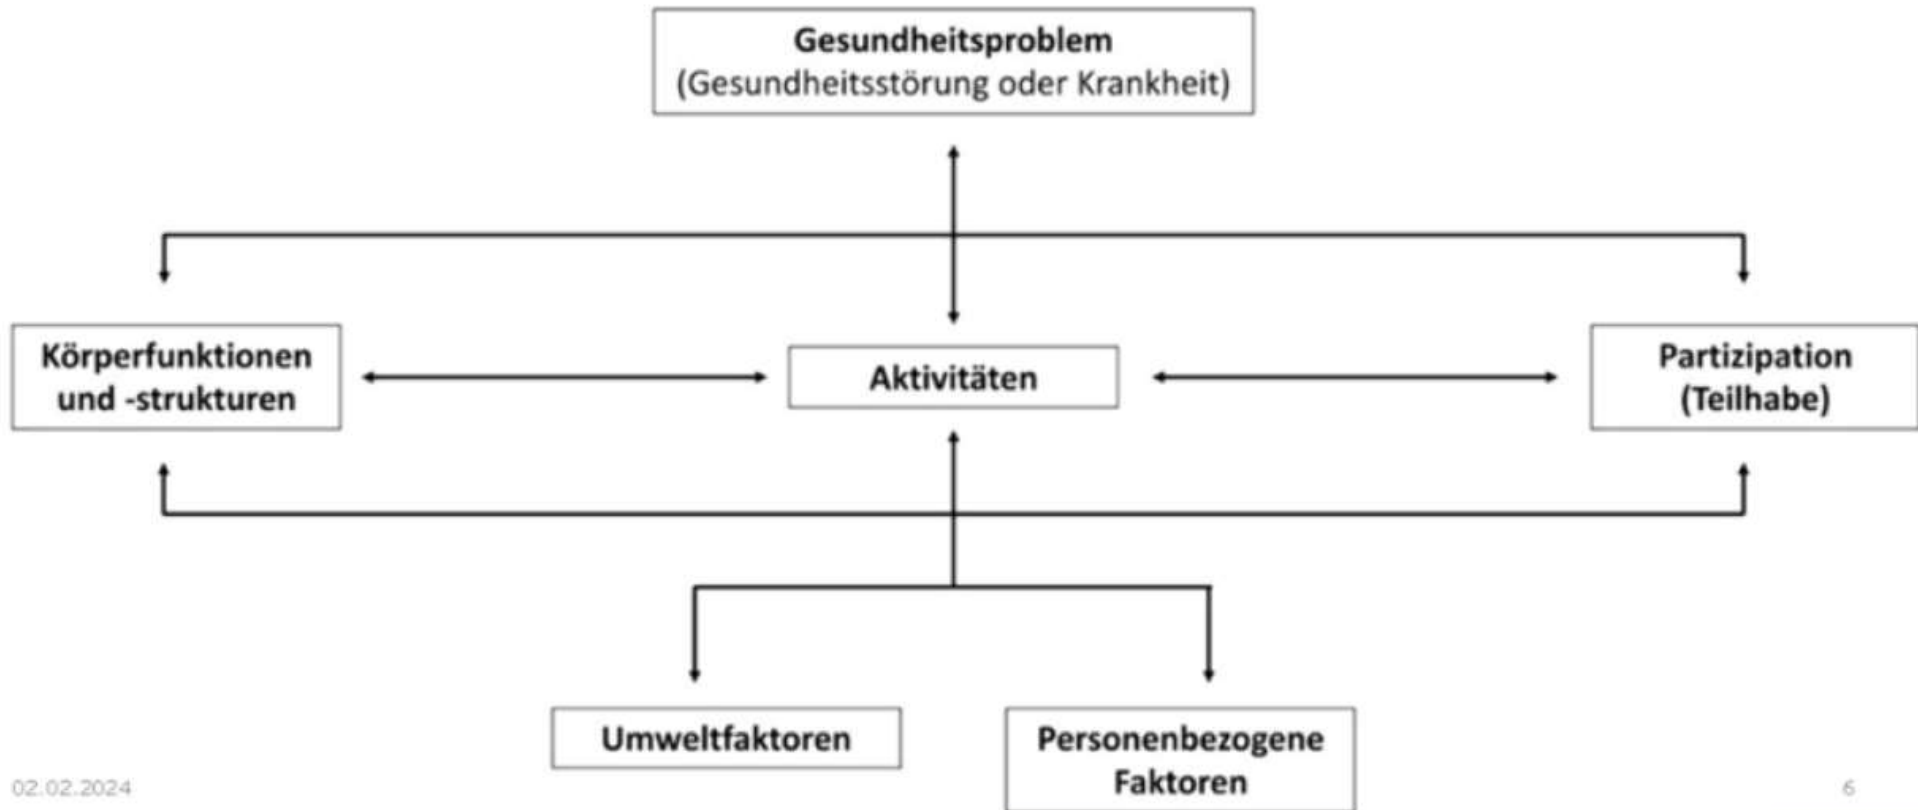 Gesundheitsproblem
(Gesundheitsstörung oder Krankheit)
Körperfunktionen
und -strukturen
Aktivitäten
Partizipation
(Teilhabe)
Umweltfaktoren
Personenbezogene
Faktoren
02.02.2024
6